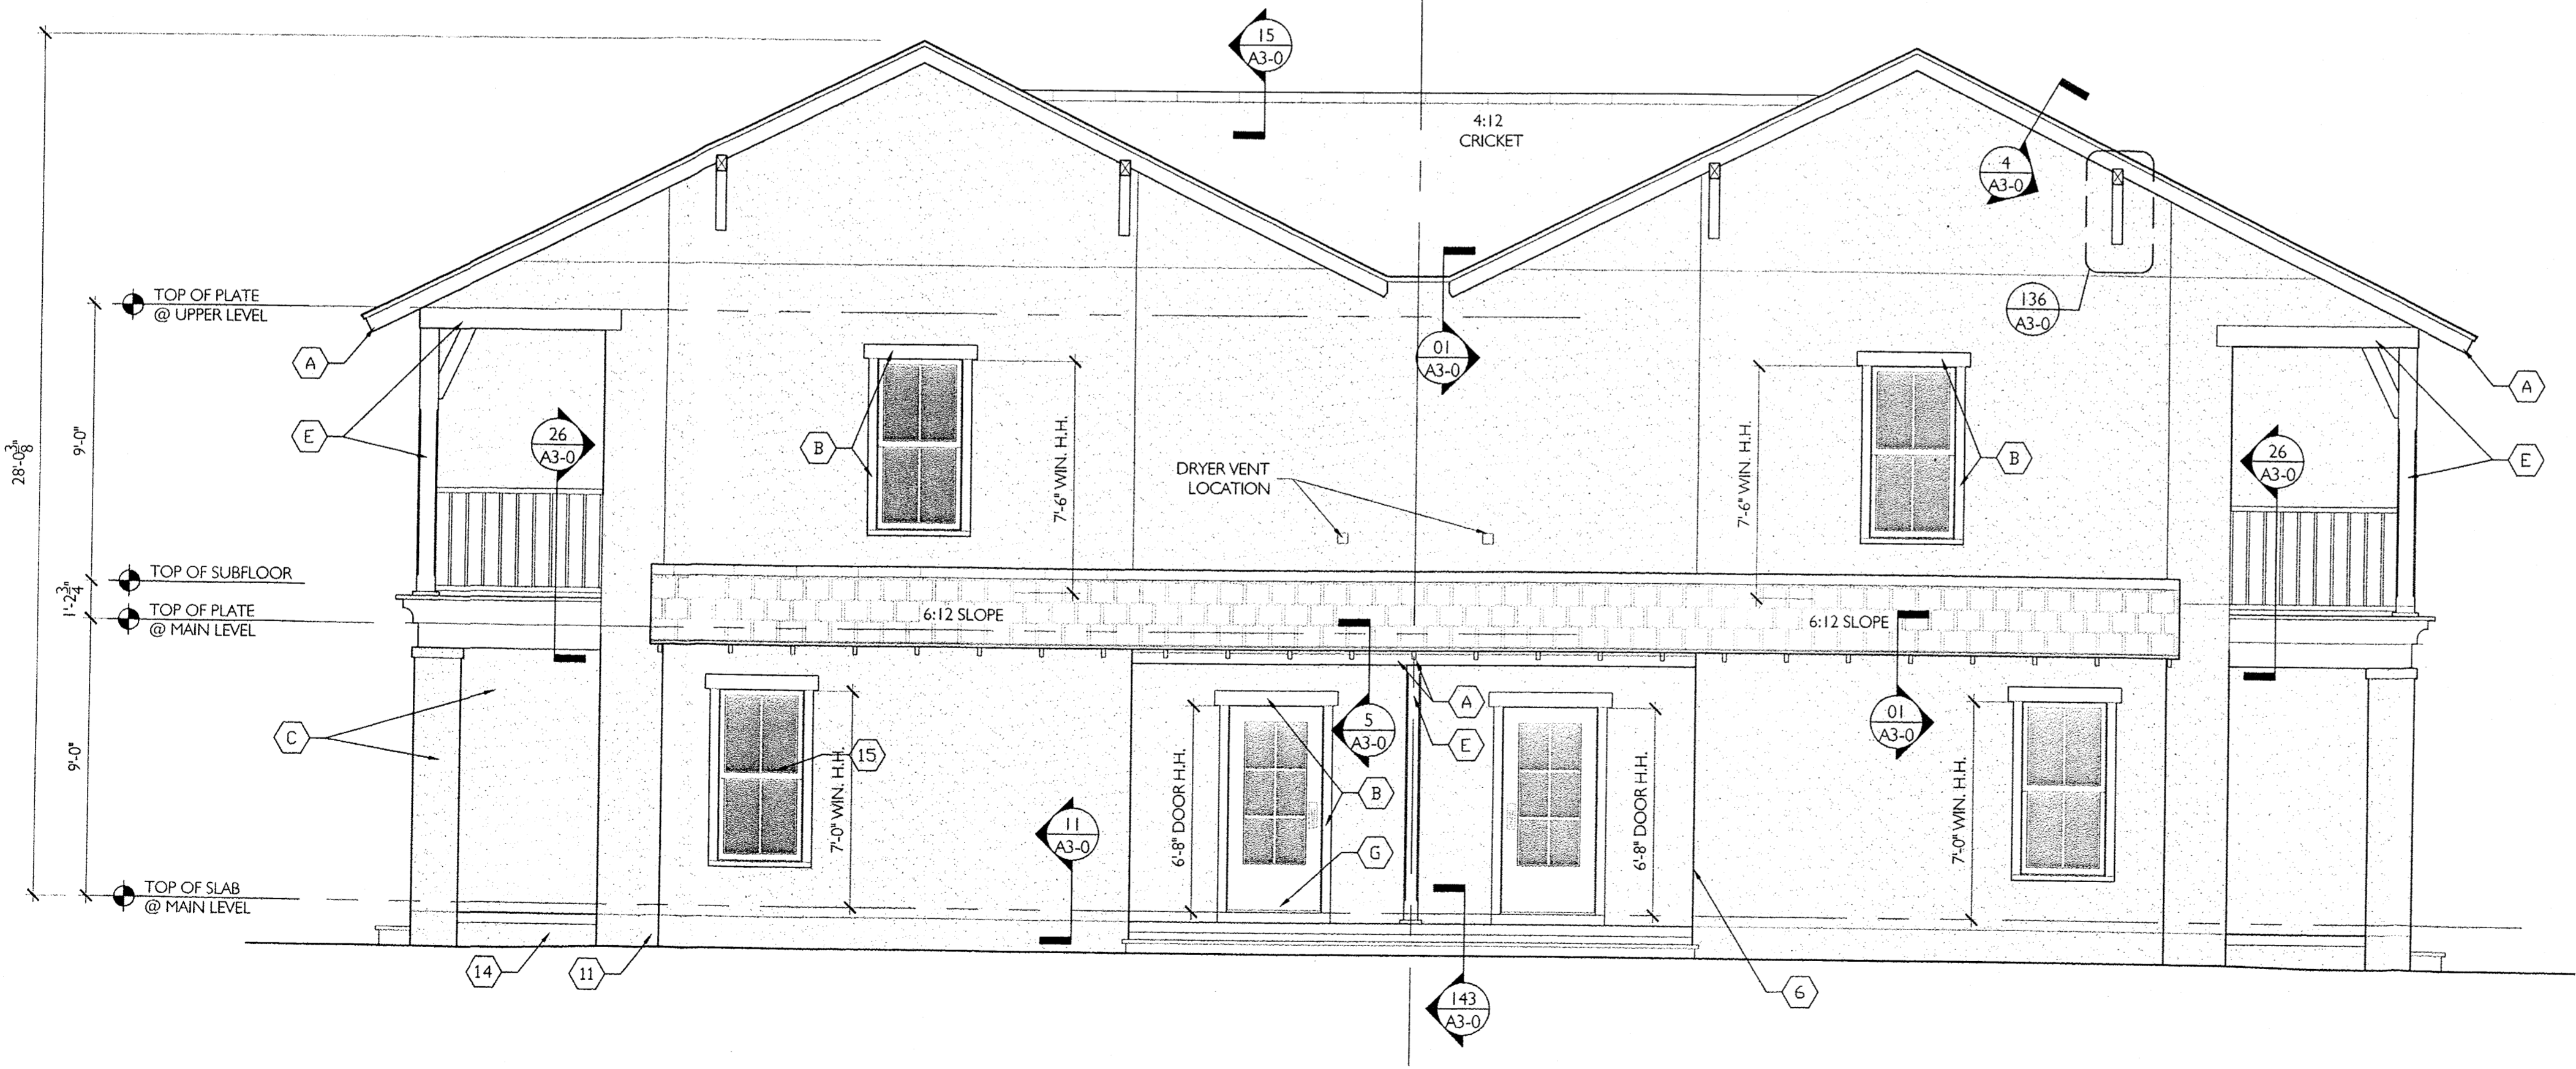 15
A3-0
4:12
CRICKET
4
A3-0
136
A3-0
TOP OF PLATE
@ UPPER LEVEL
A
01
A3-0
A
E
26
A3-0
B
7'-6" WIN. H.H.
DRYER VENT
LOCATION
7'-6" WIN. H.H.
B
26
A3-0
E
28'-0 3/8"
9'-0"
TOP OF SUBFLOOR
1'-2 3/4"
TOP OF PLATE
@ MAIN LEVEL
6:12 SLOPE
6:12 SLOPE
9'-0"
C
15
7'-0" WIN. H.H.
11
A3-0
6'-8" DOOR H.H.
5
A3-0
A
E
B
G
6'-8" DOOR H.H.
01
A3-0
7'-0" WIN. H.H.
TOP OF SLAB
@ MAIN LEVEL
14
11
143
A3-0
6